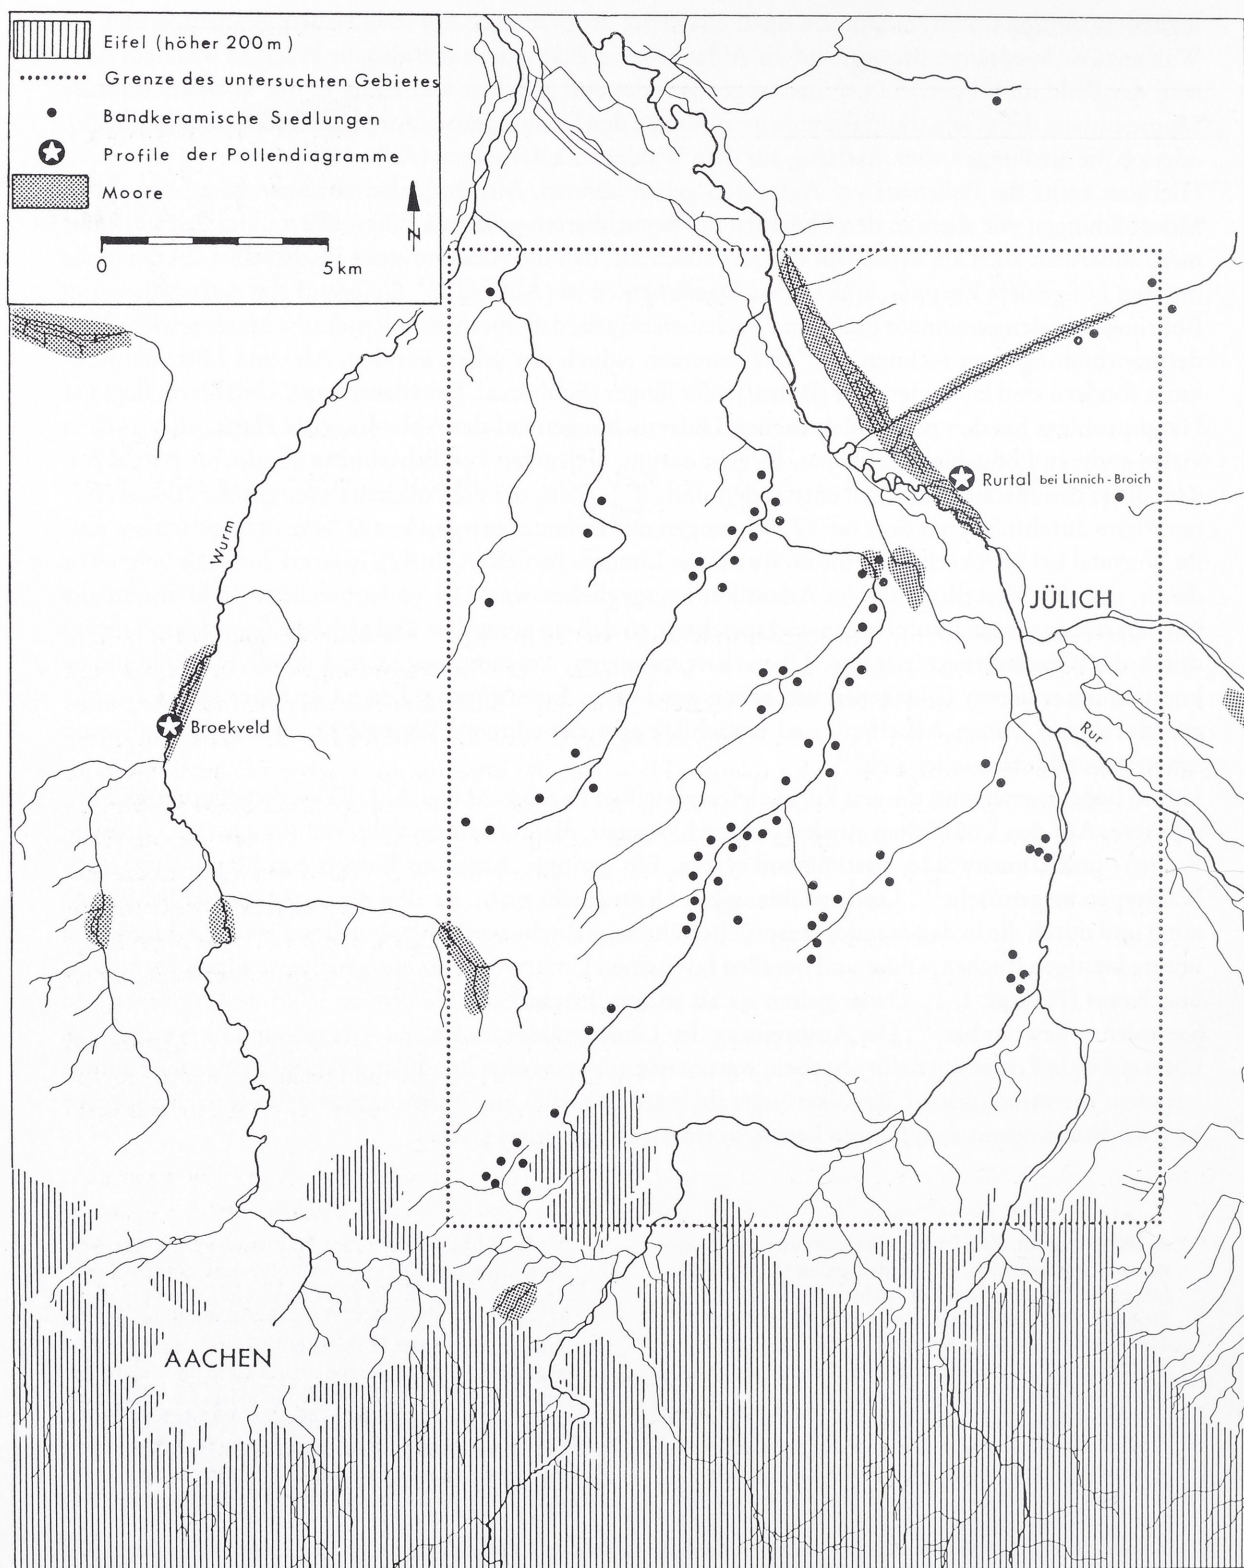 Eifel (höher 200m)
Grenze des untersuchten Gebietes
Bandkeramische Siedlungen
Profile der Pollendiagramme
Moore
N
0 5 km
Wurm
Rurtal bei Linnich-Broich
JÜLICH
Broekveld
Rur
AACHEN